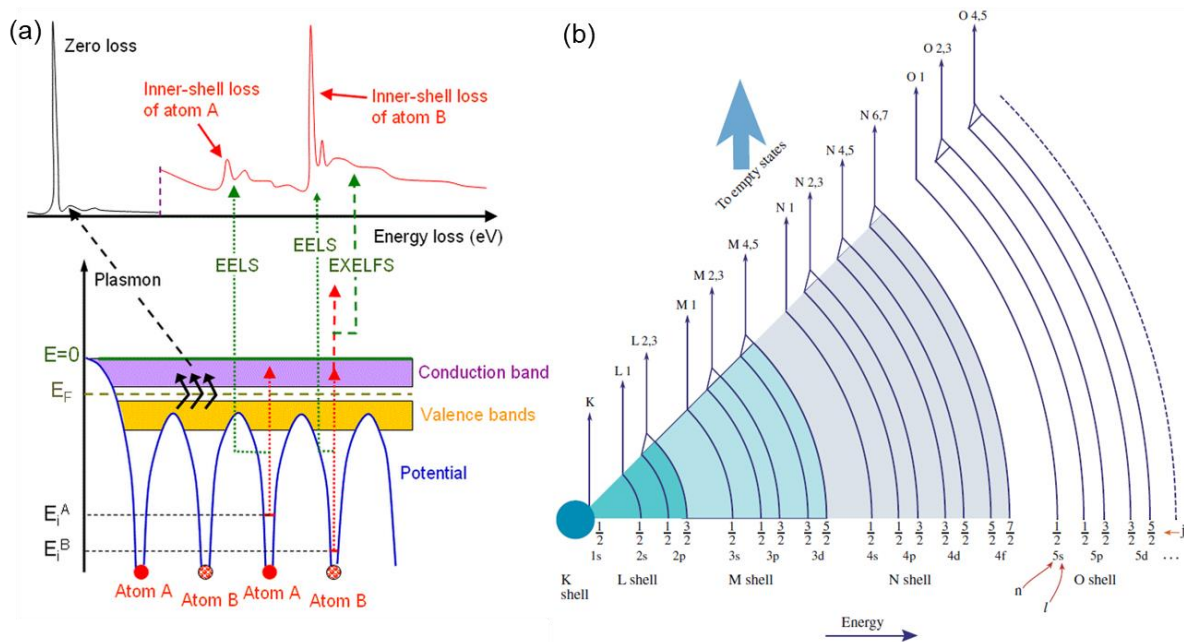 (a)
Zero loss
Inner-shell loss
of atom A
Inner-shell loss
of atom B
Energy loss (eV)
EELS
EELS
EXELFS
Plasmon
E=0
Conduction band
E_F
Valence bands
Potential
E_i^A
E_i^B
Atom A
Atom B
Atom A
Atom B
(b)
O 4,5
O 2,3
O 1
N 6,7
N 4,5
N 2,3
N 1
M 4,5
M 2,3
M 1
L 2,3
L 1
K
To empty states
1/2 1/2 1/2 3/2 1/2 1/2 3/2 3/2 5/2 1/2 1/2 3/2 3/2 5/2 5/2 7/2 1/2 1/2 3/2 3/2 5/2 j
1s 2s 2p 3s 3p 3d 4s 4p 4d 4f 5s 5p 5d ...
K
shell
L shell
M shell
N shell
n
l
O shell
Energy